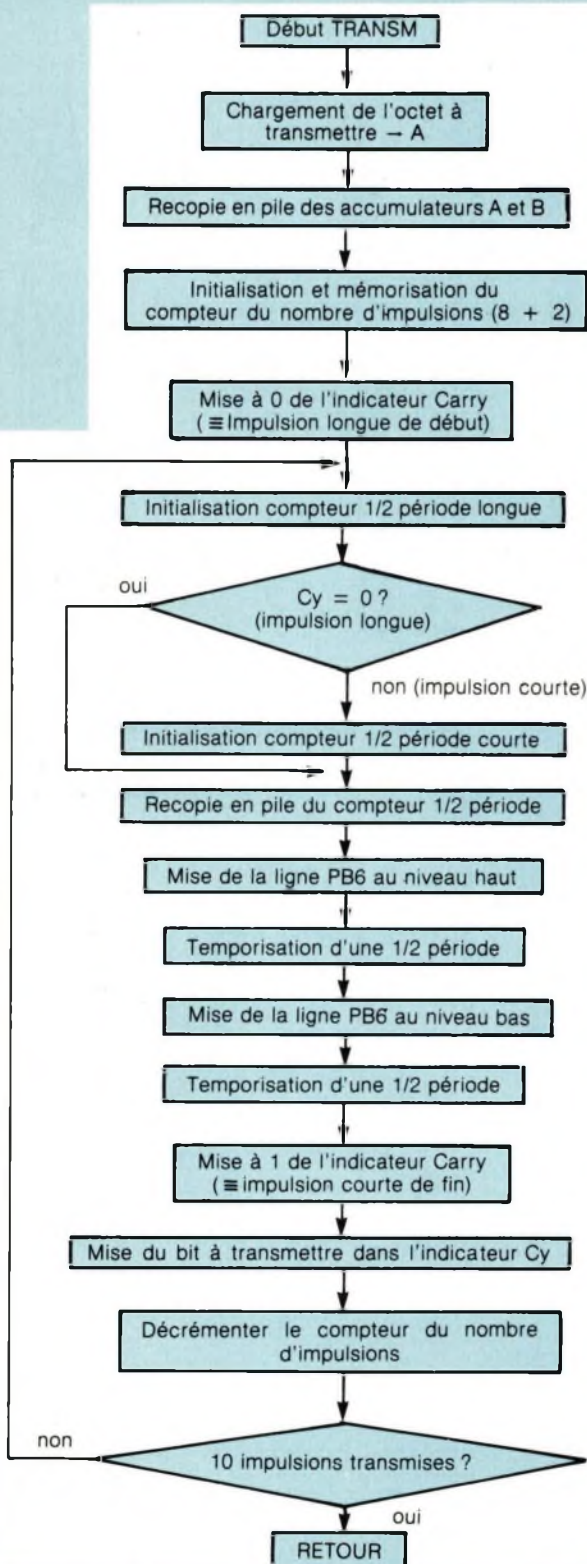 Début TRANSM
Chargement de l'octet à
transmettre → A
Recopie en pile des accumulateurs A et B
Initialisation et mémorisation du
compteur du nombre d'impulsions (8 + 2)
Mise à 0 de l'indicateur Carry
(≡Impulsion longue de début)
Initialisation compteur 1/2 période longue
oui
Cy = 0 ?
(impulsion longue)
non (impulsion courte)
Initialisation compteur 1/2 période courte
Recopie en pile du compteur 1/2 période
Mise de la ligne PB6 au niveau haut
Temporisation d'une 1/2 période
Mise de la ligne PB6 au niveau bas
Temporisation d'une 1/2 période
Mise à 1 de l'indicateur Carry
(≡impulsion courte de fin)
Mise du bit à transmettre dans l'indicateur Cy
Décrémenter le compteur du nombre
d'impulsions
non
10 impulsions transmises ?
oui
RETOUR